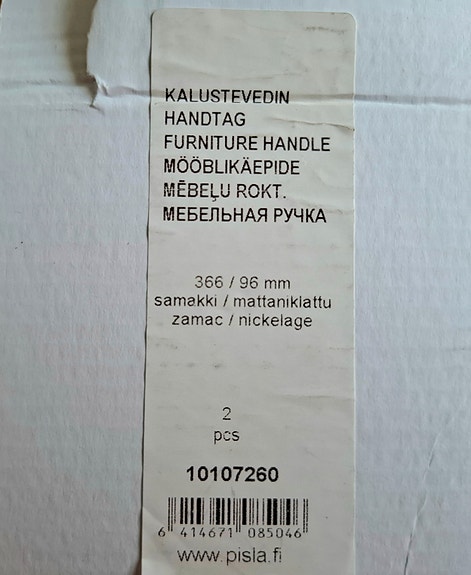 KALUSTEVEDIN
HANDTAG
FURNITURE HANDLE
MÖÖBLIKÄEPIDE
MĒBEĻU ROKT.
МЕБЕЛЬНАЯ РУЧКА
366 / 96 mm
samakki / mattaniklattu
zamac / nickelage
2
pcs
10107260
6 414671 085046
www.pisla.fi